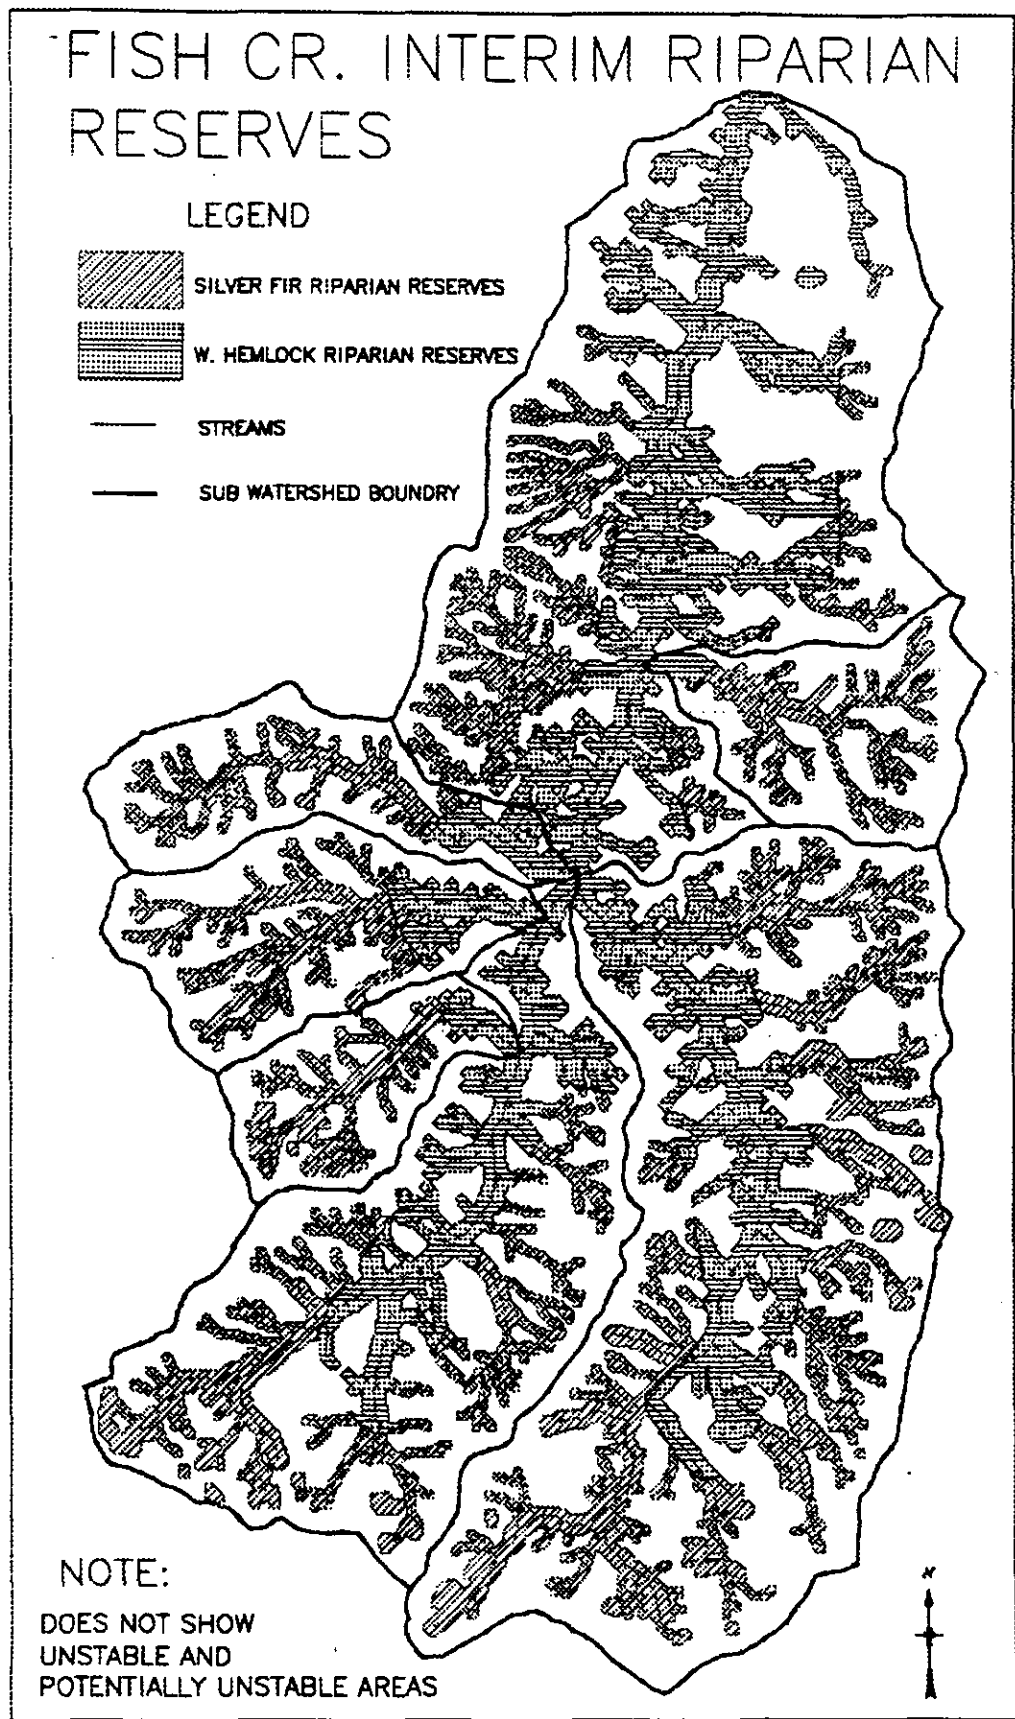 FISH CR. INTERIM RIPARIAN
RESERVES
LEGEND
SILVER FIR RIPARIAN RESERVES
W. HEMLOCK RIPARIAN RESERVES
STREAMS
SUB WATERSHED BOUNDRY
NOTE:
DOES NOT SHOW
UNSTABLE AND
POTENTIALLY UNSTABLE AREAS
N